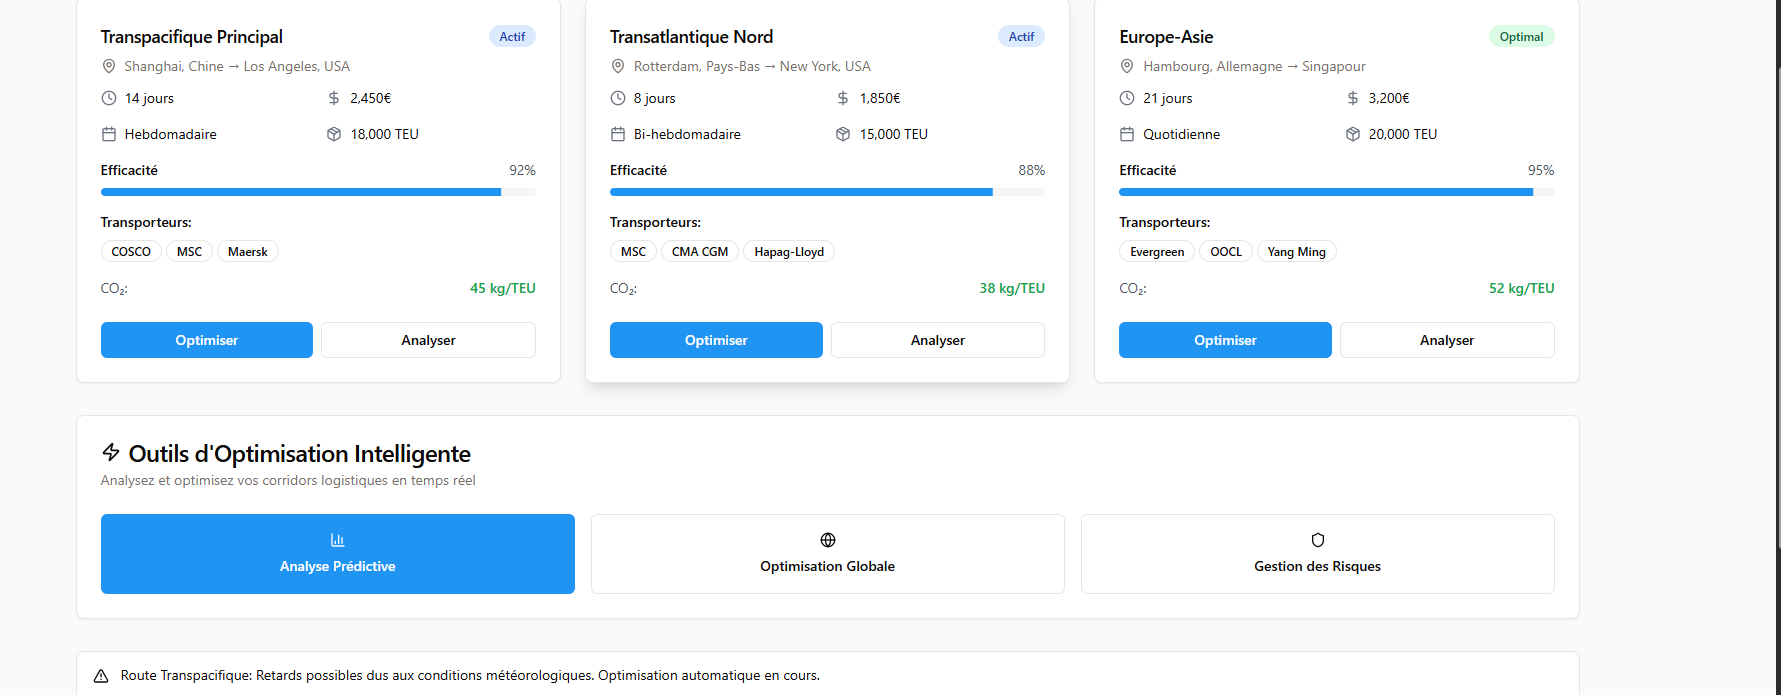 Transpacifique Principal
Actif
Shanghai, Chine → Los Angeles, USA
14 jours
2,450€
Hebdomadaire
18,000 TEU
Efficacité
92%
Transporteurs:
COSCO
MSC
Maersk
CO₂:
45 kg/TEU
Optimiser
Analyser
Transatlantique Nord
Actif
Rotterdam, Pays-Bas → New York, USA
8 jours
1,850€
Bi-hebdomadaire
15,000 TEU
Efficacité
88%
Transporteurs:
MSC
CMA CGM
Hapag-Lloyd
CO₂:
38 kg/TEU
Optimiser
Analyser
Europe-Asie
Optimal
Hambourg, Allemagne → Singapour
21 jours
3,200€
Quotidienne
20,000 TEU
Efficacité
95%
Transporteurs:
Evergreen
OOCL
Yang Ming
CO₂:
52 kg/TEU
Optimiser
Analyser
Outils d'Optimisation Intelligente
Analysez et optimisez vos corridors logistiques en temps réel
Analyse Prédictive
Optimisation Globale
Gestion des Risques
Route Transpacifique: Retards possibles dus aux conditions météorologiques. Optimisation automatique en cours.